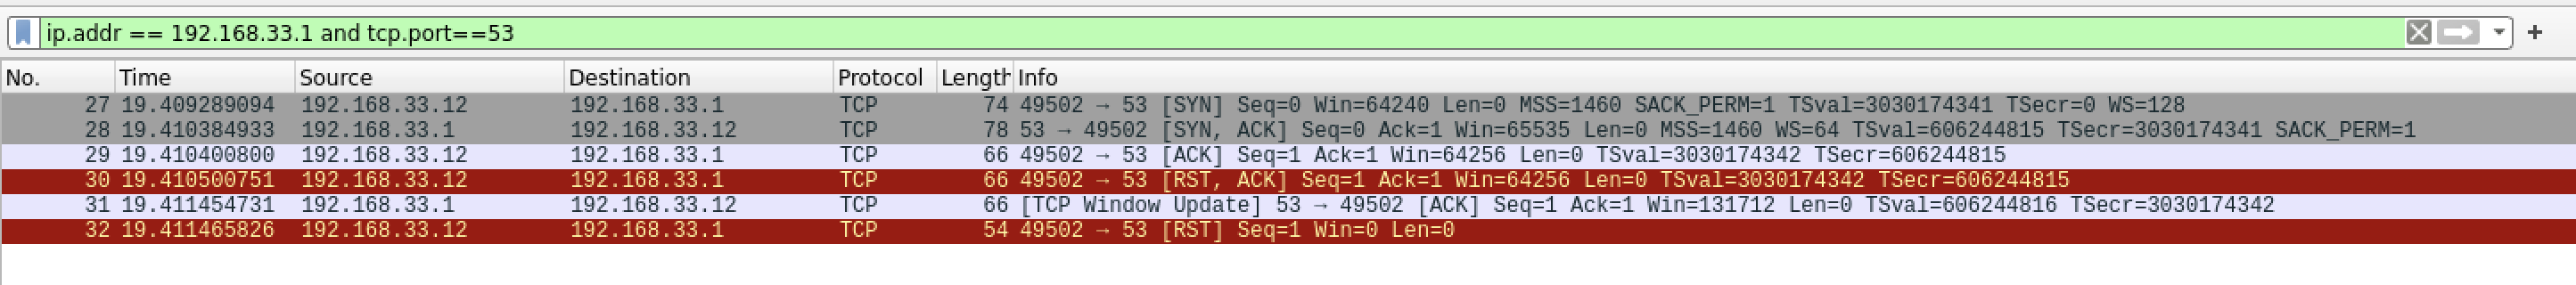 ip.addr == 192.168.33.1 and tcp.port==53
No. Time Source Destination Protocol Length Info
27 19.409289094 192.168.33.12 192.168.33.1 TCP 74 49502 → 53 [SYN] Seq=0 Win=64240 Len=0 MSS=1460 SACK_PERM=1 TSval=3030174341 TSecr=0 WS=128
28 19.410384933 192.168.33.1 192.168.33.12 TCP 78 53 → 49502 [SYN, ACK] Seq=0 Ack=1 Win=65535 Len=0 MSS=1460 WS=64 TSval=606244815 TSecr=3030174341 SACK_PERM=1
29 19.410400800 192.168.33.12 192.168.33.1 TCP 66 49502 → 53 [ACK] Seq=1 Ack=1 Win=64256 Len=0 TSval=3030174342 TSecr=606244815
30 19.410500751 192.168.33.12 192.168.33.1 TCP 66 49502 → 53 [RST, ACK] Seq=1 Ack=1 Win=64256 Len=0 TSval=3030174342 TSecr=606244815
31 19.411454731 192.168.33.1 192.168.33.12 TCP 66 [TCP Window Update] 53 → 49502 [ACK] Seq=1 Ack=1 Win=131712 Len=0 TSval=606244816 TSecr=3030174342
32 19.411465826 192.168.33.12 192.168.33.1 TCP 54 49502 → 53 [RST] Seq=1 Win=0 Len=0